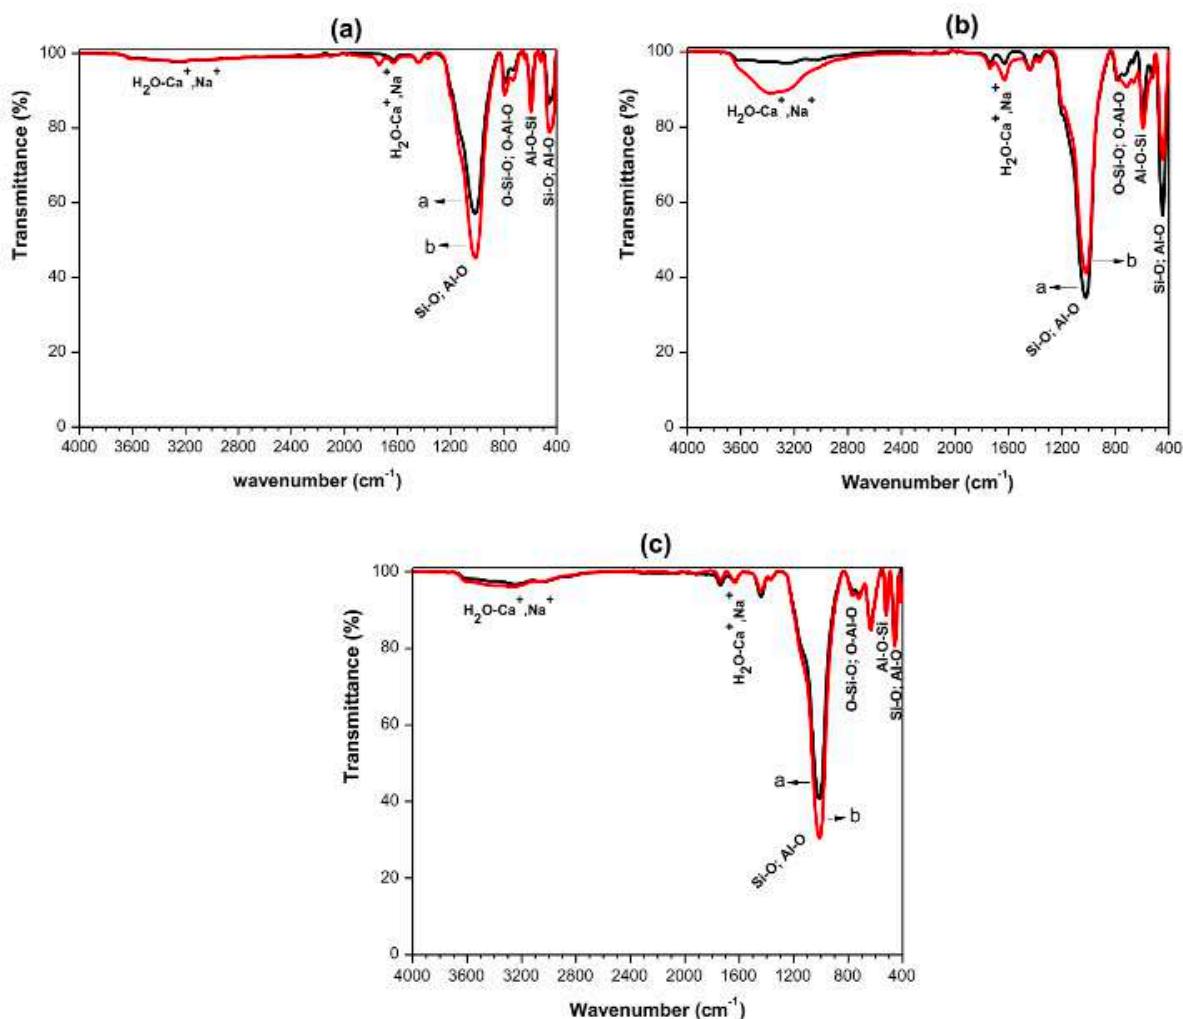 (a)
100
80
60
40
20
0
Transmittance (%)
H2O-Ca+,Na+
H2O-Ca+,Na+
O-Si-O; O-Al-O
Al-O-Si
Si-O; Al-O
a
b
Si-O; Al-O
4000 3600 3200 2800 2400 2000 1600 1200 800 400
wavenumber (cm-1)
(b)
100
80
60
40
20
0
Transmittance (%)
H2O-Ca+,Na+
H2O-Ca+,Na+
O-Si-O; O-Al-O
Al-O-Si
Si-O; Al-O
b
a
Si-O; Al-O
4000 3600 3200 2800 2400 2000 1600 1200 800 400
Wavenumber (cm-1)
(c)
100
80
60
40
20
0
Transmittance (%)
H2O-Ca+,Na+
H2O-Ca+,Na+
O-Si-O; O-Al-O
Al-O-Si
Si-O; Al-O
a
b
Si-O; Al-O
4000 3600 3200 2800 2400 2000 1600 1200 800 400
Wavenumber (cm-1)